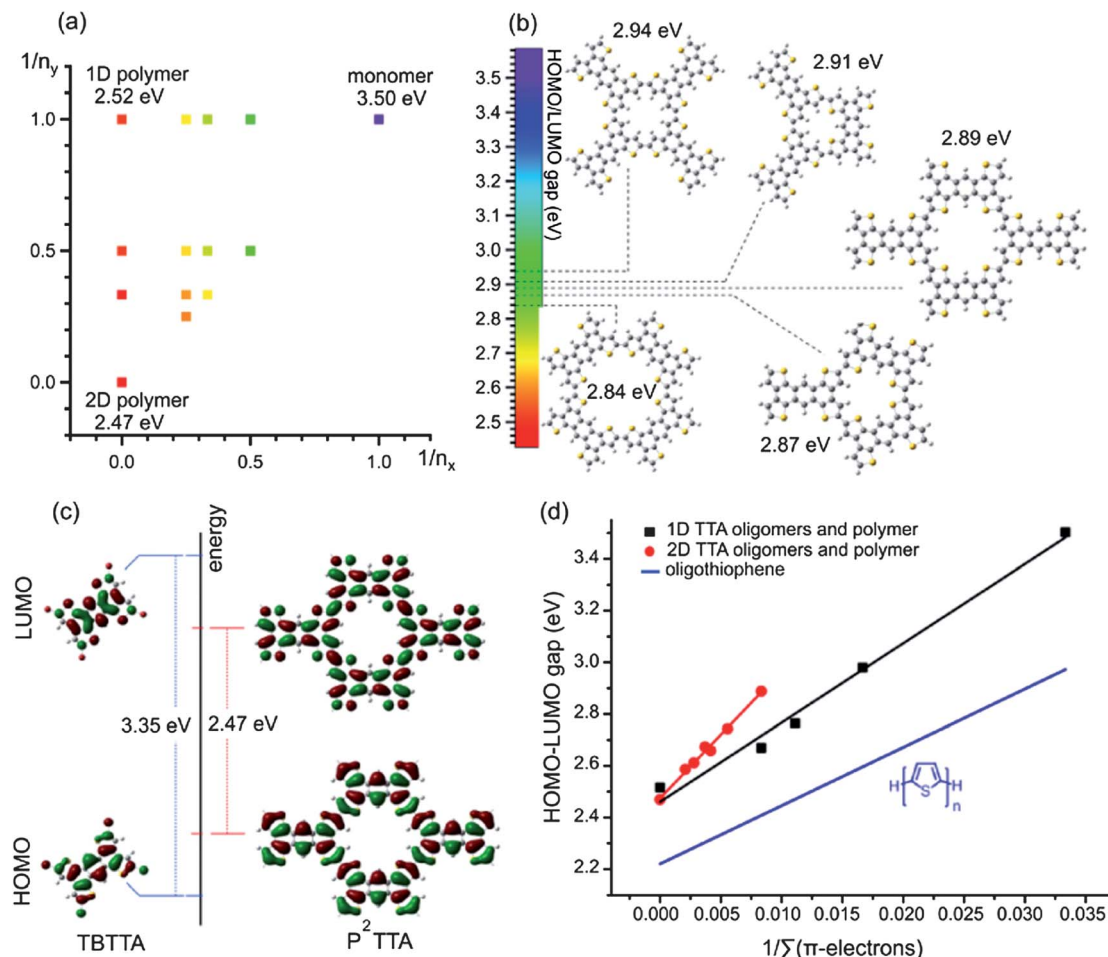 (a)
1/ny
1D polymer
2.52 eV
monomer
3.50 eV
1.0
0.5
0.0
2D polymer
2.47 eV
0.0
0.5
1.0
1/nx
(b)
HOMO/LUMO gap (eV)
3.5
3.4
3.3
3.2
3.1
3.0
2.9
2.8
2.7
2.6
2.5
2.94 eV
2.91 eV
2.89 eV
2.84 eV
2.87 eV
(c)
energy
LUMO
3.35 eV
2.47 eV
HOMO
TBTTA
P²TTA
(d)
1D TTA oligomers and polymer
2D TTA oligomers and polymer
oligothiophene
HOMO-LUMO gap (eV)
3.4
3.2
3.0
2.8
2.6
2.4
2.2
H S H
n
0.000
0.005
0.010
0.015
0.020
0.025
0.030
0.035
1/∑(π-electrons)